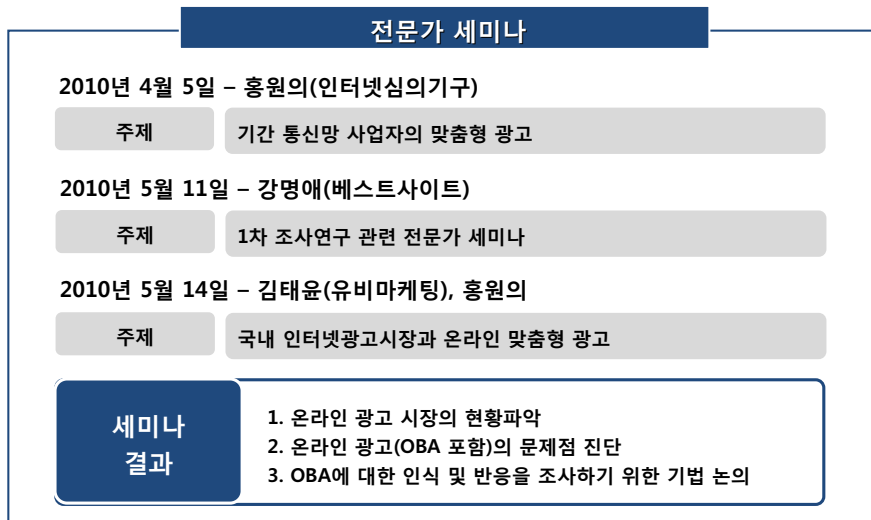 전문가 세미나
2010년 4월 5일 – 홍원의(인터넷심의기구)
주제 기간 통신망 사업자의 맞춤형 광고
2010년 5월 11일 – 강명애(베스트사이트)
주제 1차 조사연구 관련 전문가 세미나
2010년 5월 14일 – 김태윤(유비마케팅), 홍원의
주제 국내 인터넷광고시장과 온라인 맞춤형 광고
세미나
결과
1. 온라인 광고 시장의 현황파악
2. 온라인 광고(OBA 포함)의 문제점 진단
3. OBA에 대한 인식 및 반응을 조사하기 위한 기법 논의